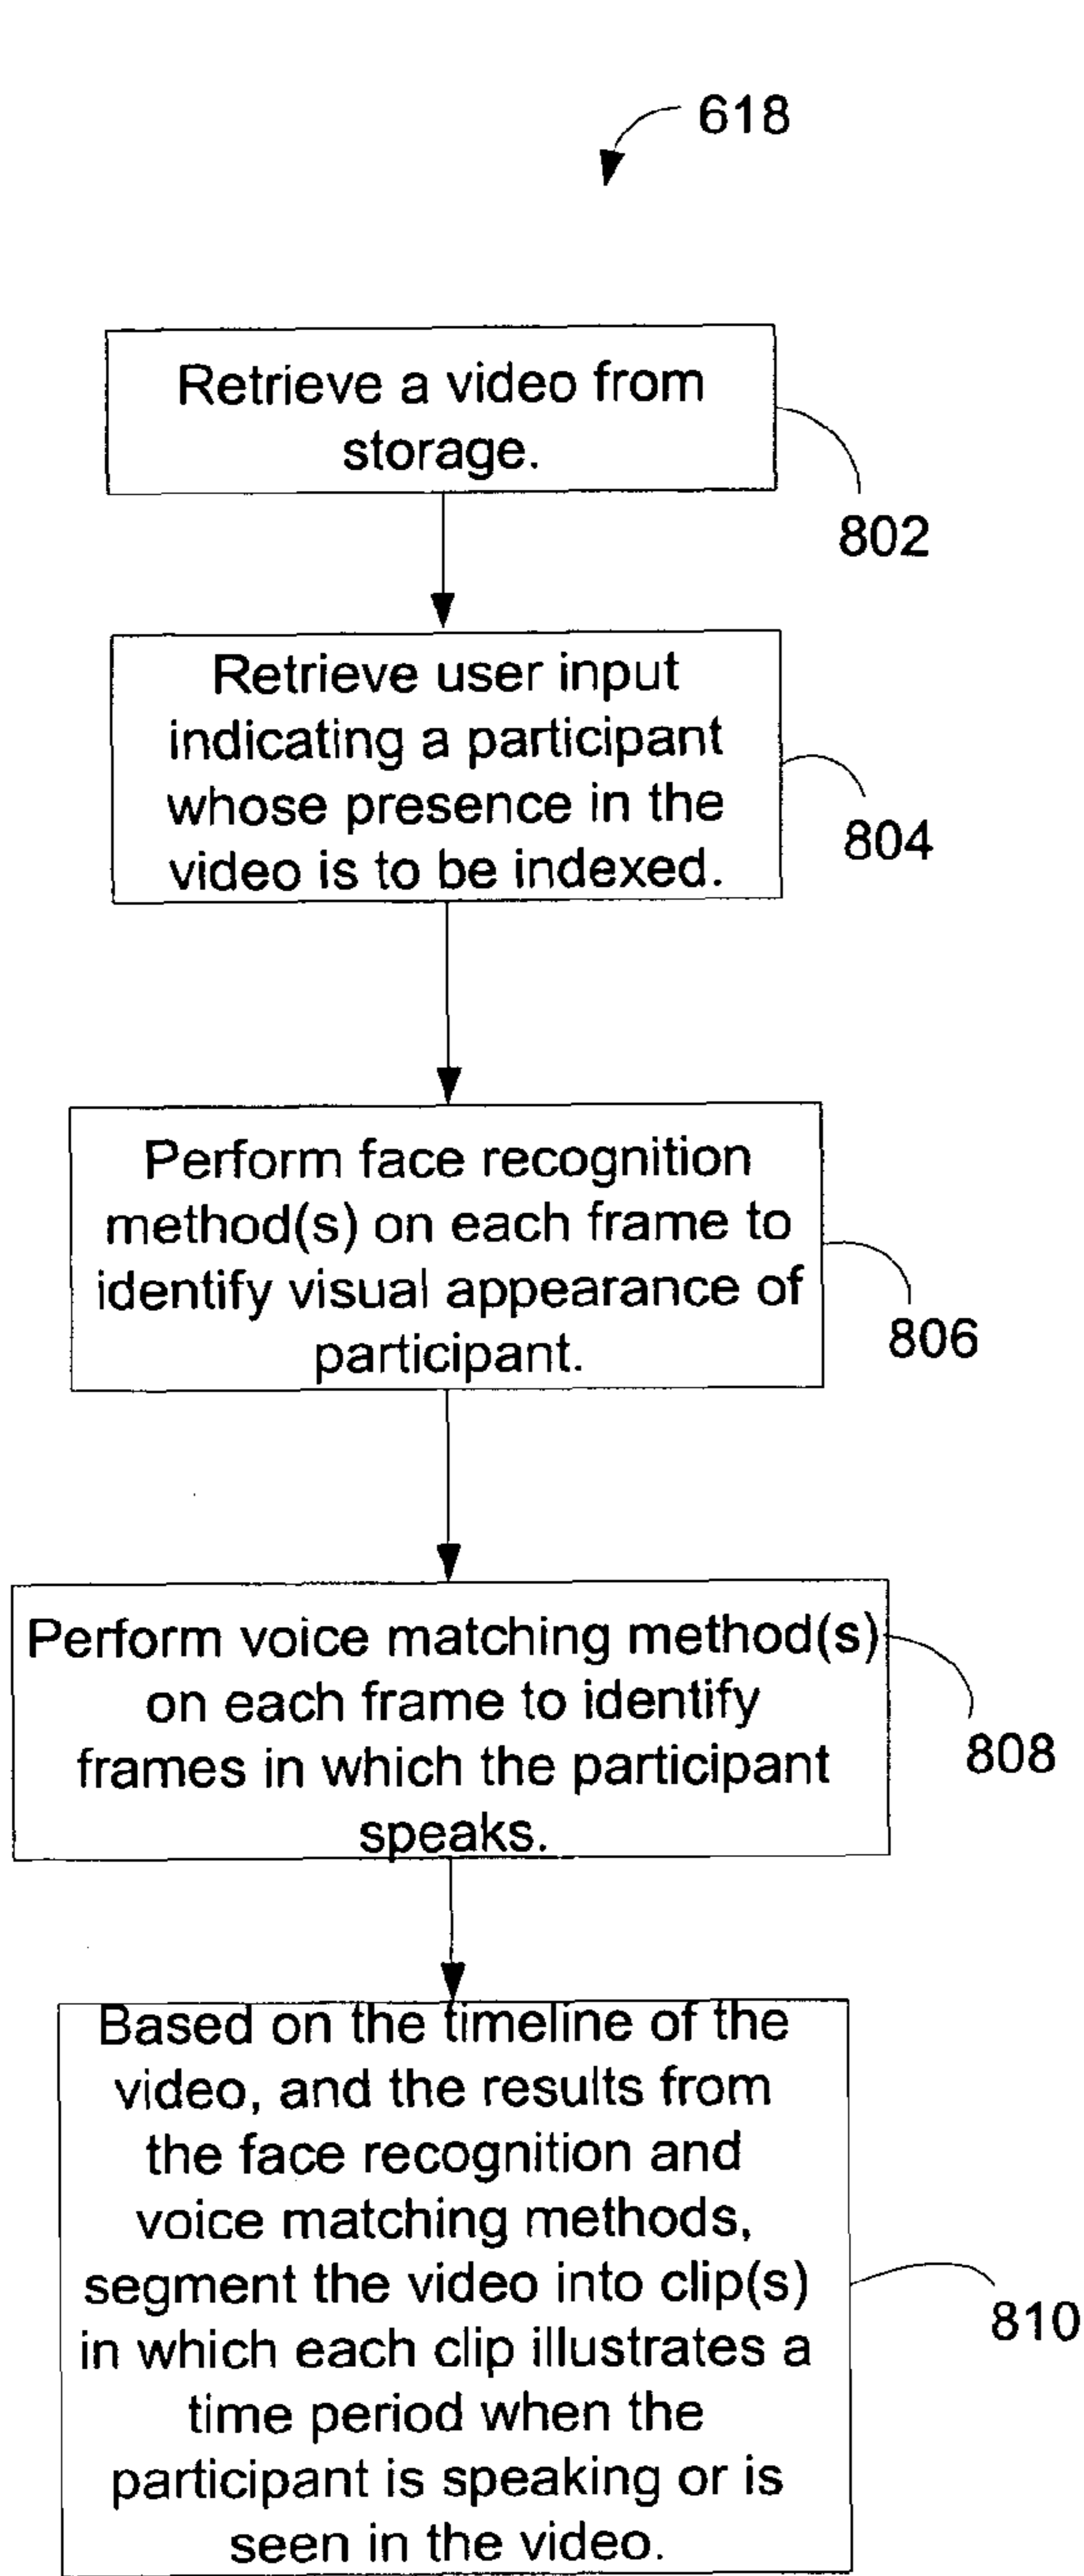 618
Retrieve a video from
storage.
802
Retrieve user input
indicating a participant
whose presence in the
video is to be indexed.
804
Perform face recognition
method(s) on each frame to
identify visual appearance of
participant.
806
Perform voice matching method(s)
on each frame to identify
frames in which the participant
speaks.
808
Based on the timeline of the
video, and the results from
the face recognition and
voice matching methods,
segment the video into clip(s)
in which each clip illustrates a
time period when the
participant is speaking or is
seen in the video.
810